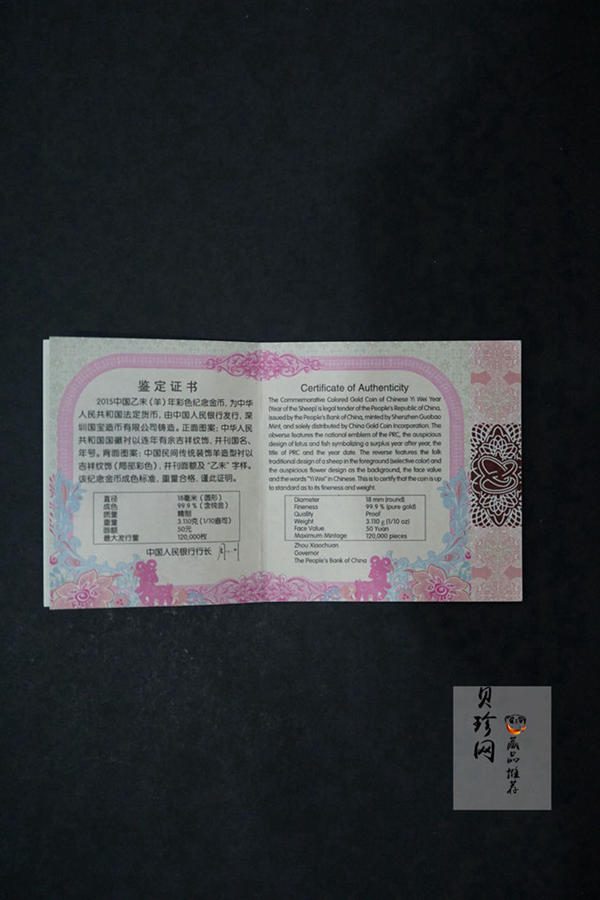 鉴定证书
2015中国乙未（羊）年彩色纪念金币，为中华
人民共和国法定货币，由中国人民银行发行，深
圳国宝造币有限公司铸造。正面图案：中华人民
共和国国徽衬以连年有余吉祥纹饰，并刊国名、
年号。背面图案：中国民间传统装饰羊造型衬以
吉祥纹饰（局部彩色），并刊面额及“乙未”字样。
该纪念金币成色标准，重量合格，谨此证明。
直径 18毫米（圆形）
成色 99.9％（含纯金）
质量 精制
重量 3.110克（1/10盎司）
面额 50元
最大发行量 120,000枚
中国人民银行行长
Certificate of Authenticity
The Commemorative Colored Gold Coin of Chinese Yi Wei Year
(Year of the Sheep) is legal tender of the People's Republic of China,
issued by the People's Bank of China, minted by Shenzhen Guobao
Mint, and solely distributed by China Gold Coin Incorporation. The
obverse features the national emblem of the PRC, the auspicious
design of lotus and fish symbolizing a surplus year after year, the
title of PRC and the year date. The reverse features the folk
traditional design of a sheep in the foreground (selective color) and
the auspicious flower design as the background, the face value
and the words "Yi Wei" in Chinese. This is to certify that the coin is up
to standard as to its fineness and weight.
Diameter 18 mm (round)
Fineness 99.9% (pure gold)
Quality Proof
Weight 3.110 g (1/10 oz)
Face Value 50 Yuan
Maximum Mintage 120,000 pieces
Zhou Xiaochuan
Governor
The People's Bank of China
贝珍网
藏品推荐